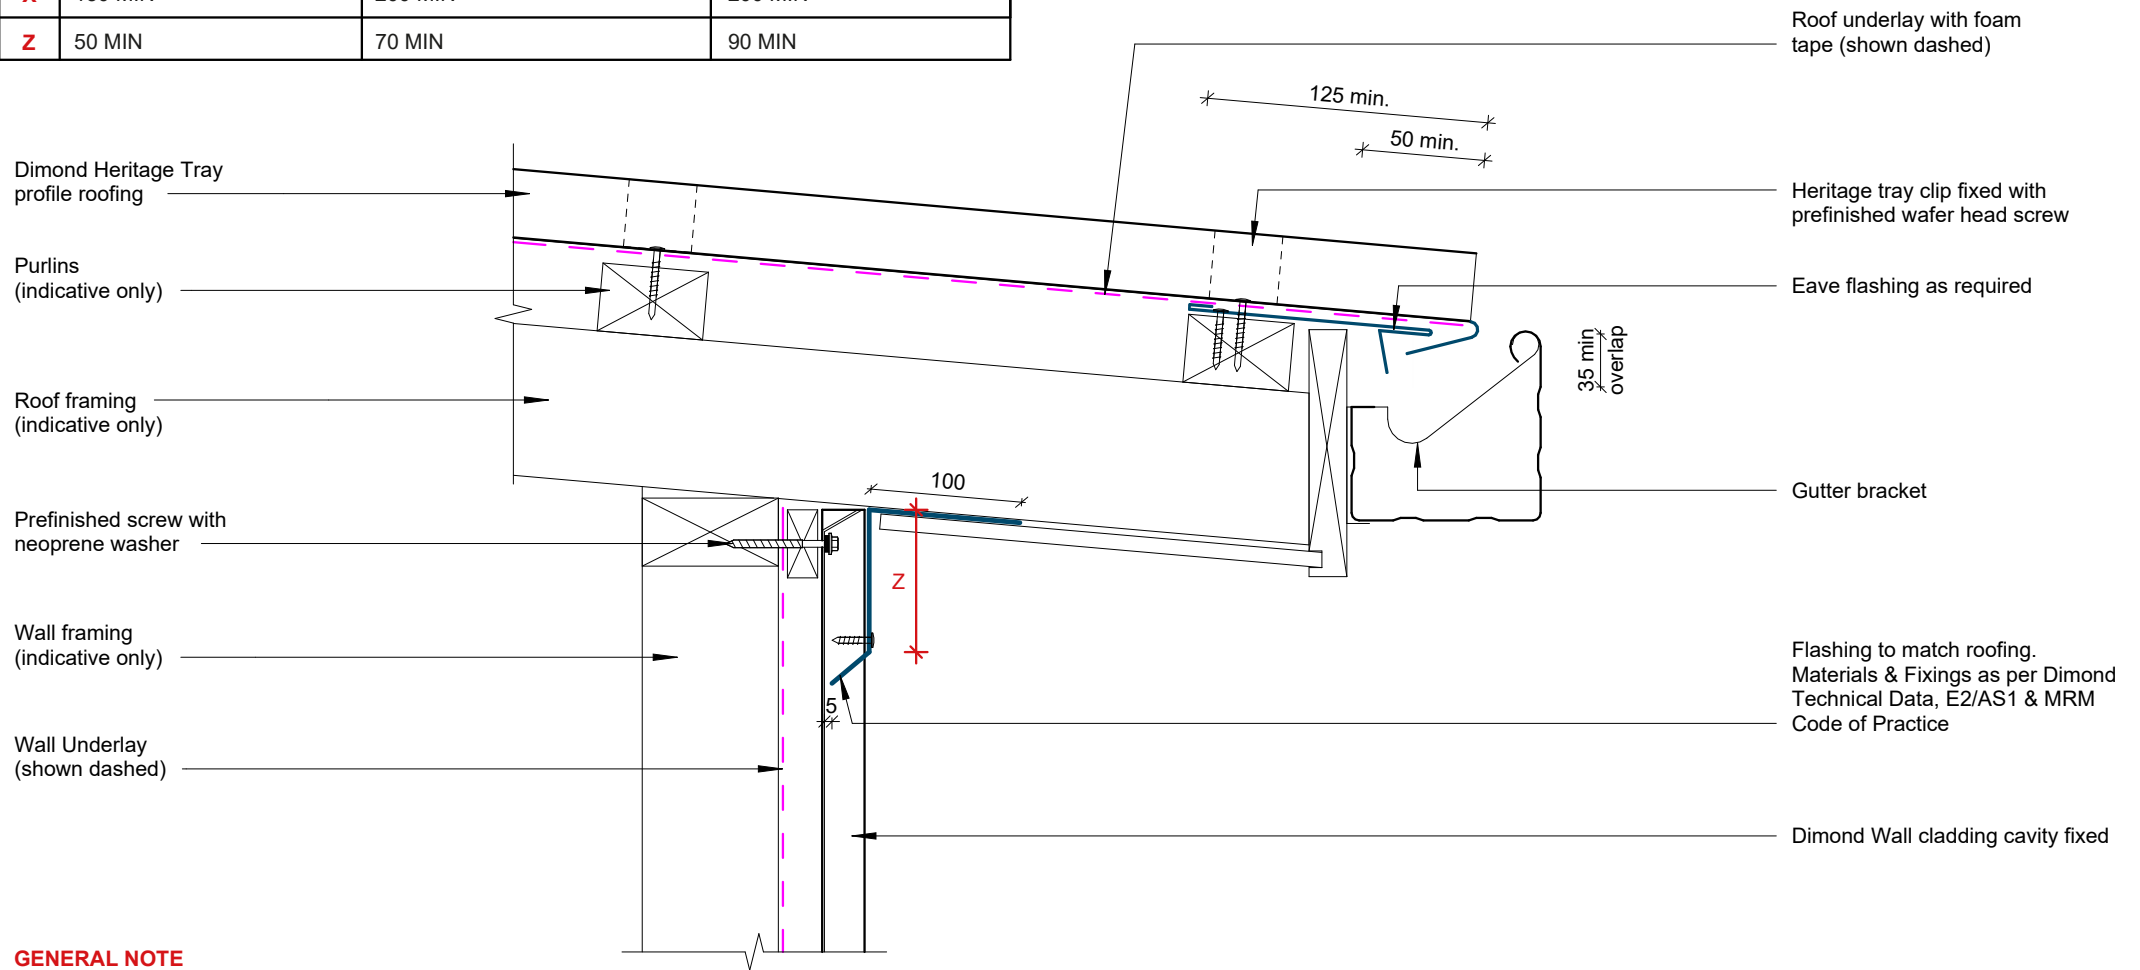 Z 50 MIN 70 MIN 90 MIN
Roof underlay with foam
tape (shown dashed)
125 min.
50 min.
Dimond Heritage Tray
profile roofing
Heritage tray clip fixed with
prefinished wafer head screw
Purlins
(indicative only)
Eave flashing as required
35 min
overlap
Roof framing
(indicative only)
100
Gutter bracket
Prefinished screw with
neoprene washer
Z
Wall framing
(indicative only)
Flashing to match roofing.
Materials & Fixings as per Dimond
Technical Data, E2/AS1 & MRM
Code of Practice
5
Wall Underlay
(shown dashed)
Dimond Wall cladding cavity fixed
GENERAL NOTE